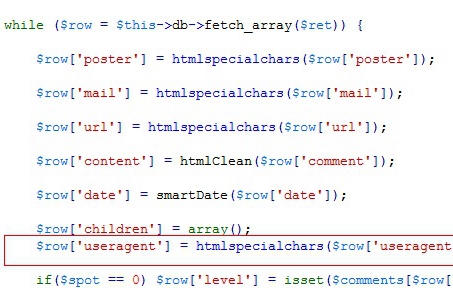 while ($row = $this->db->fetch_array($ret)) {
$row['poster'] = htmlspecialchars($row['poster']);
$row['mail'] = htmlspecialchars($row['mail']);
$row['url'] = htmlspecialchars($row['url']);
$row['content'] = htmlClean($row['comment']);
$row['date'] = smartDate($row['date']);
$row['children'] = array();
$row['useragent'] = htmlspecialchars($row['useragent
if($spot == 0) $row['level'] = isset($comments[$row[